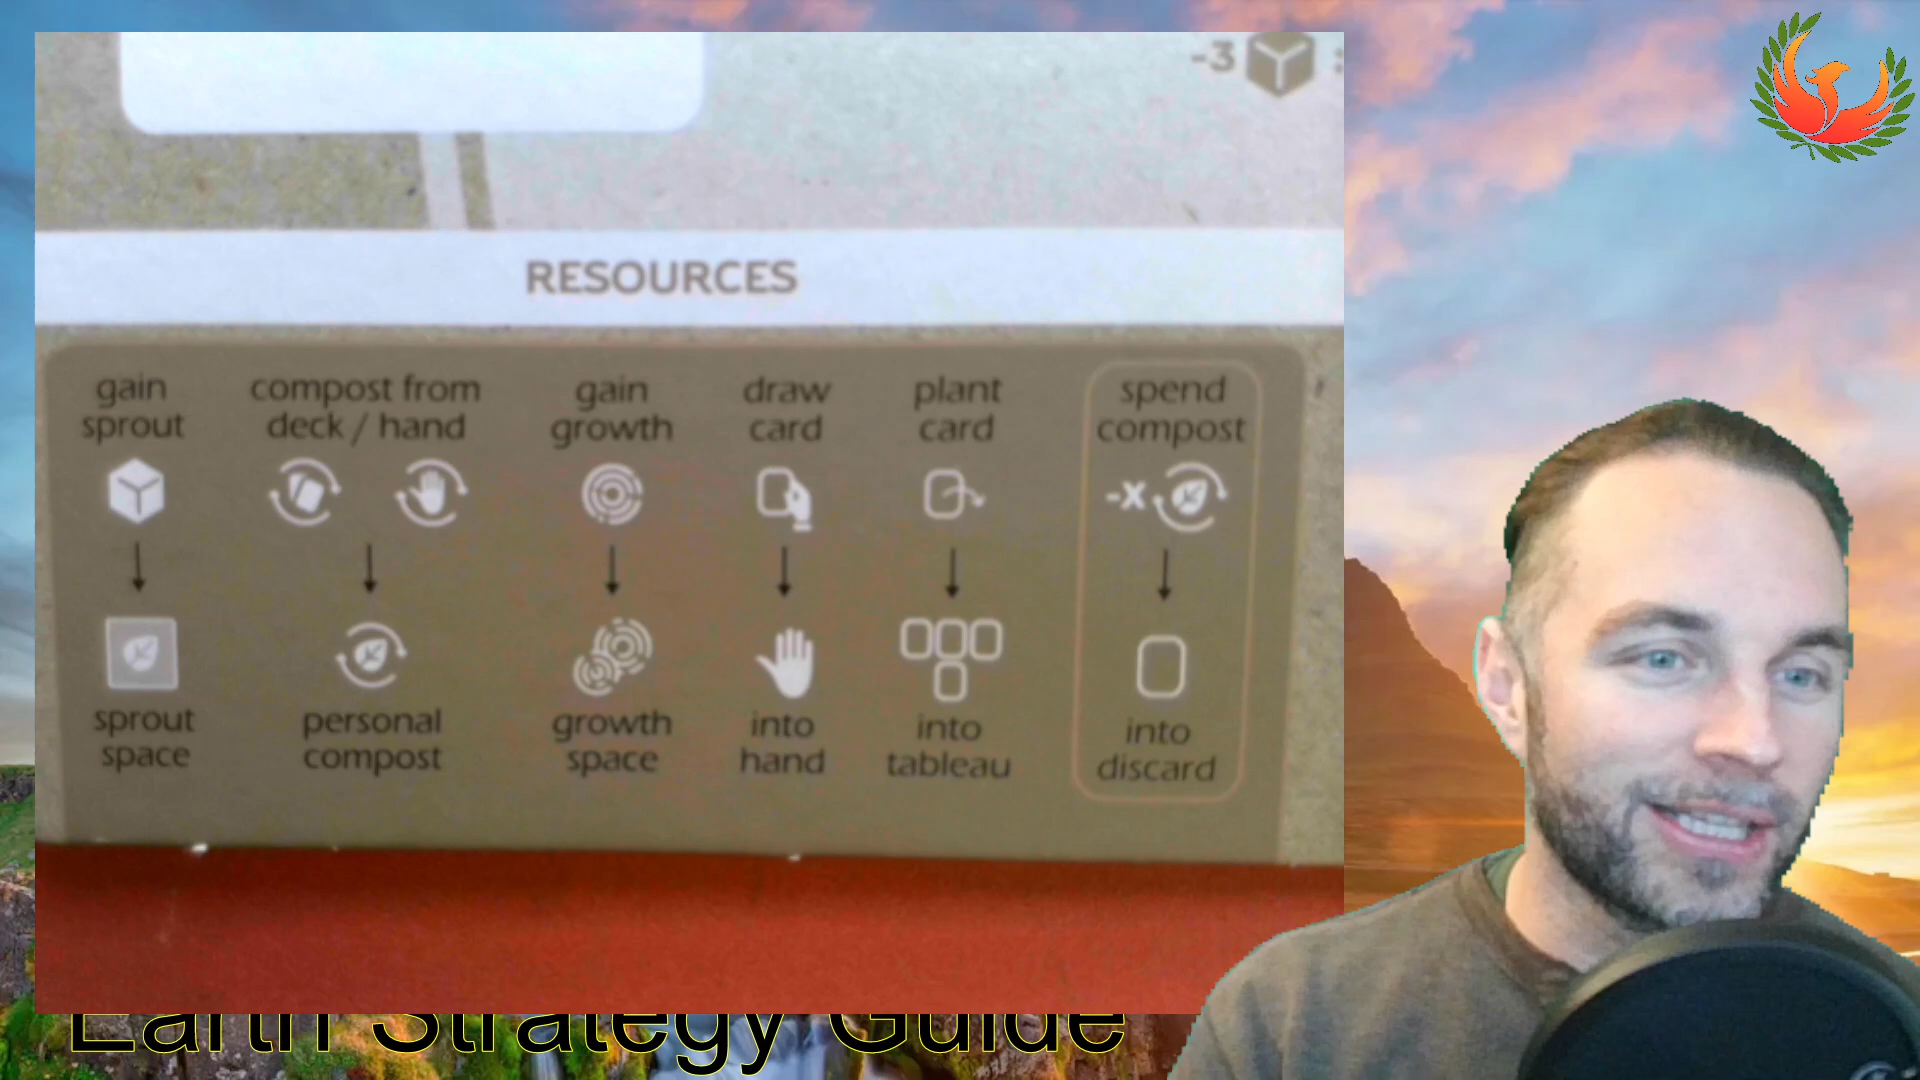 -3
RESOURCES
gain sprout
compost from deck / hand
gain growth
draw card
plant card
spend compost
-X
sprout space
personal compost
growth space
into hand
into tableau
into discard
Earth Strategy Guide